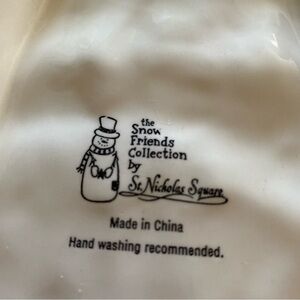 the
Snow
Friends
Collection
by
St. Nicholas Square
Made in China
Hand washing recommended.